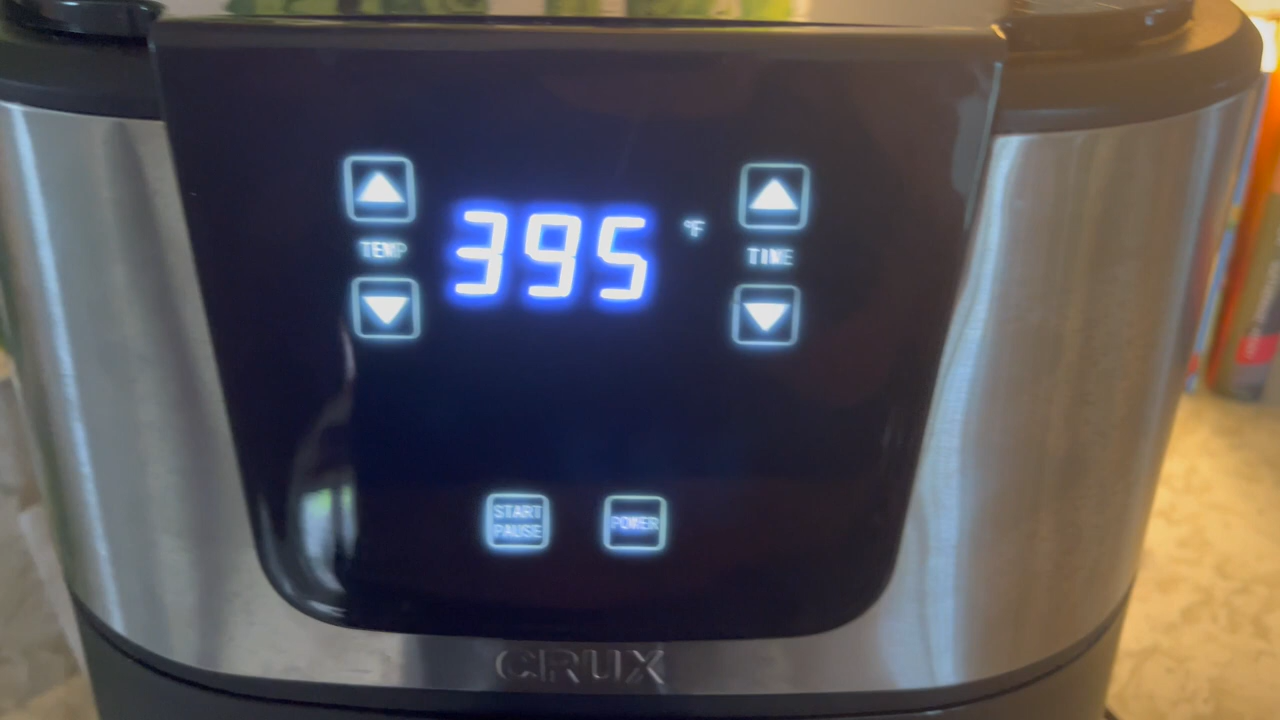 395 °F
TEMP
TIME
START
PAUSE
POWER
CRUX